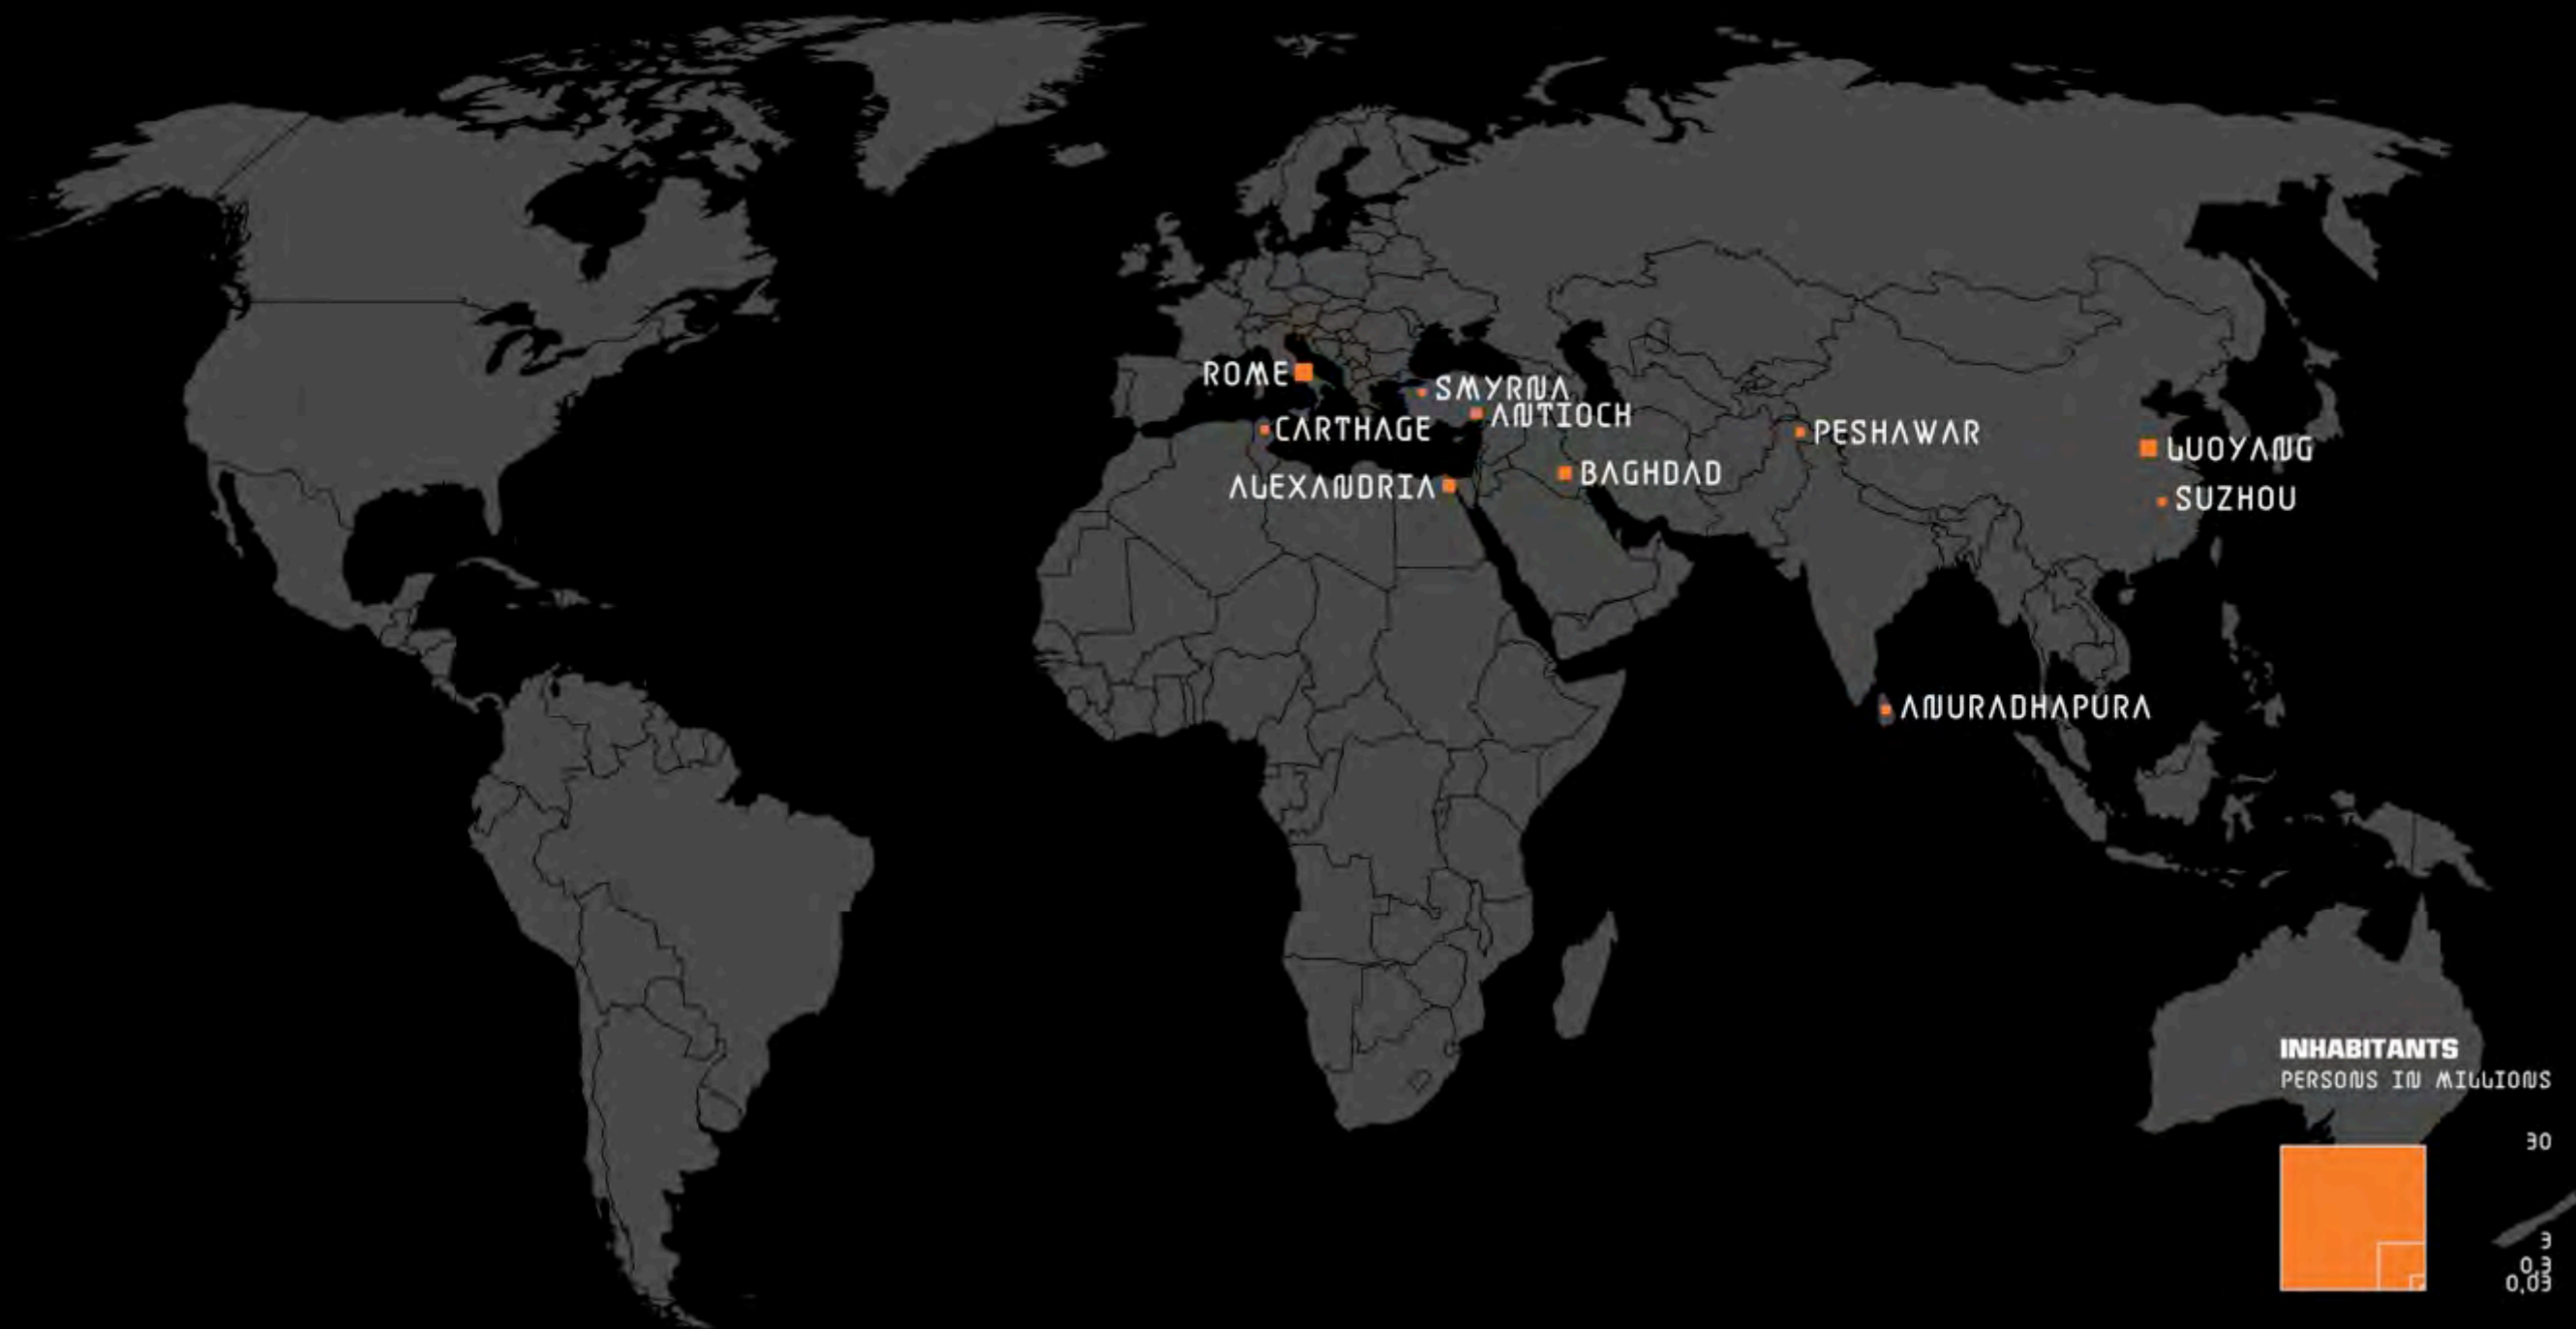 ROME
SMYRNA
ANTIOCH
CARTHAGE
PESHAWAR
LUOYANG
BAGHDAD
ALEXANDRIA
SUZHOU
ANURADHAPURA
INHABITANTS
PERSONS IN MILLIONS
30
3
0,3
0,03